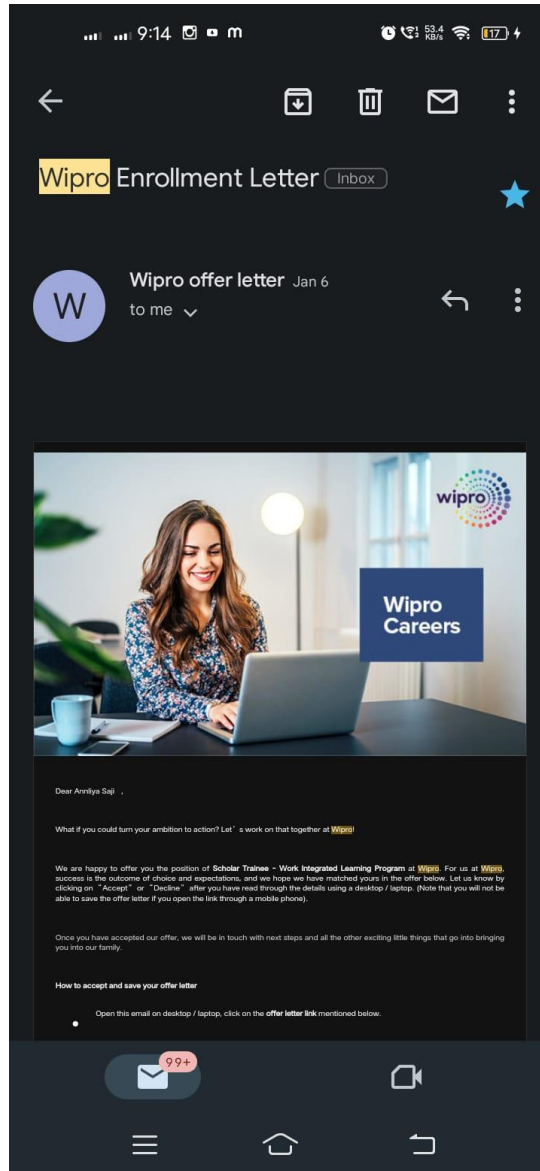 9:14
53.4
KB/s
17
Wipro Enrollment Letter Inbox
W
Wipro offer letter Jan 6
to me
wipro
Wipro
Careers
Dear Annliya Saji ,
What if you could turn your ambition to action? Let's work on that together at Wipro!
We are happy to offer you the position of Scholar Trainee - Work Integrated Learning Program at Wipro. For us at Wipro,
success is the outcome of choice and expectations, and we hope we have matched yours in the offer below. Let us know by
clicking on "Accept" or "Decline" after you have read through the details using a desktop / laptop. (Note that you will not be
able to save the offer letter if you open the link through a mobile phone).
Once you have accepted our offer, we will be in touch with next steps and all the other exciting little things that go into bringing
you into our family.
How to accept and save your offer letter
Open this email on desktop / laptop, click on the offer letter link mentioned below.
99+